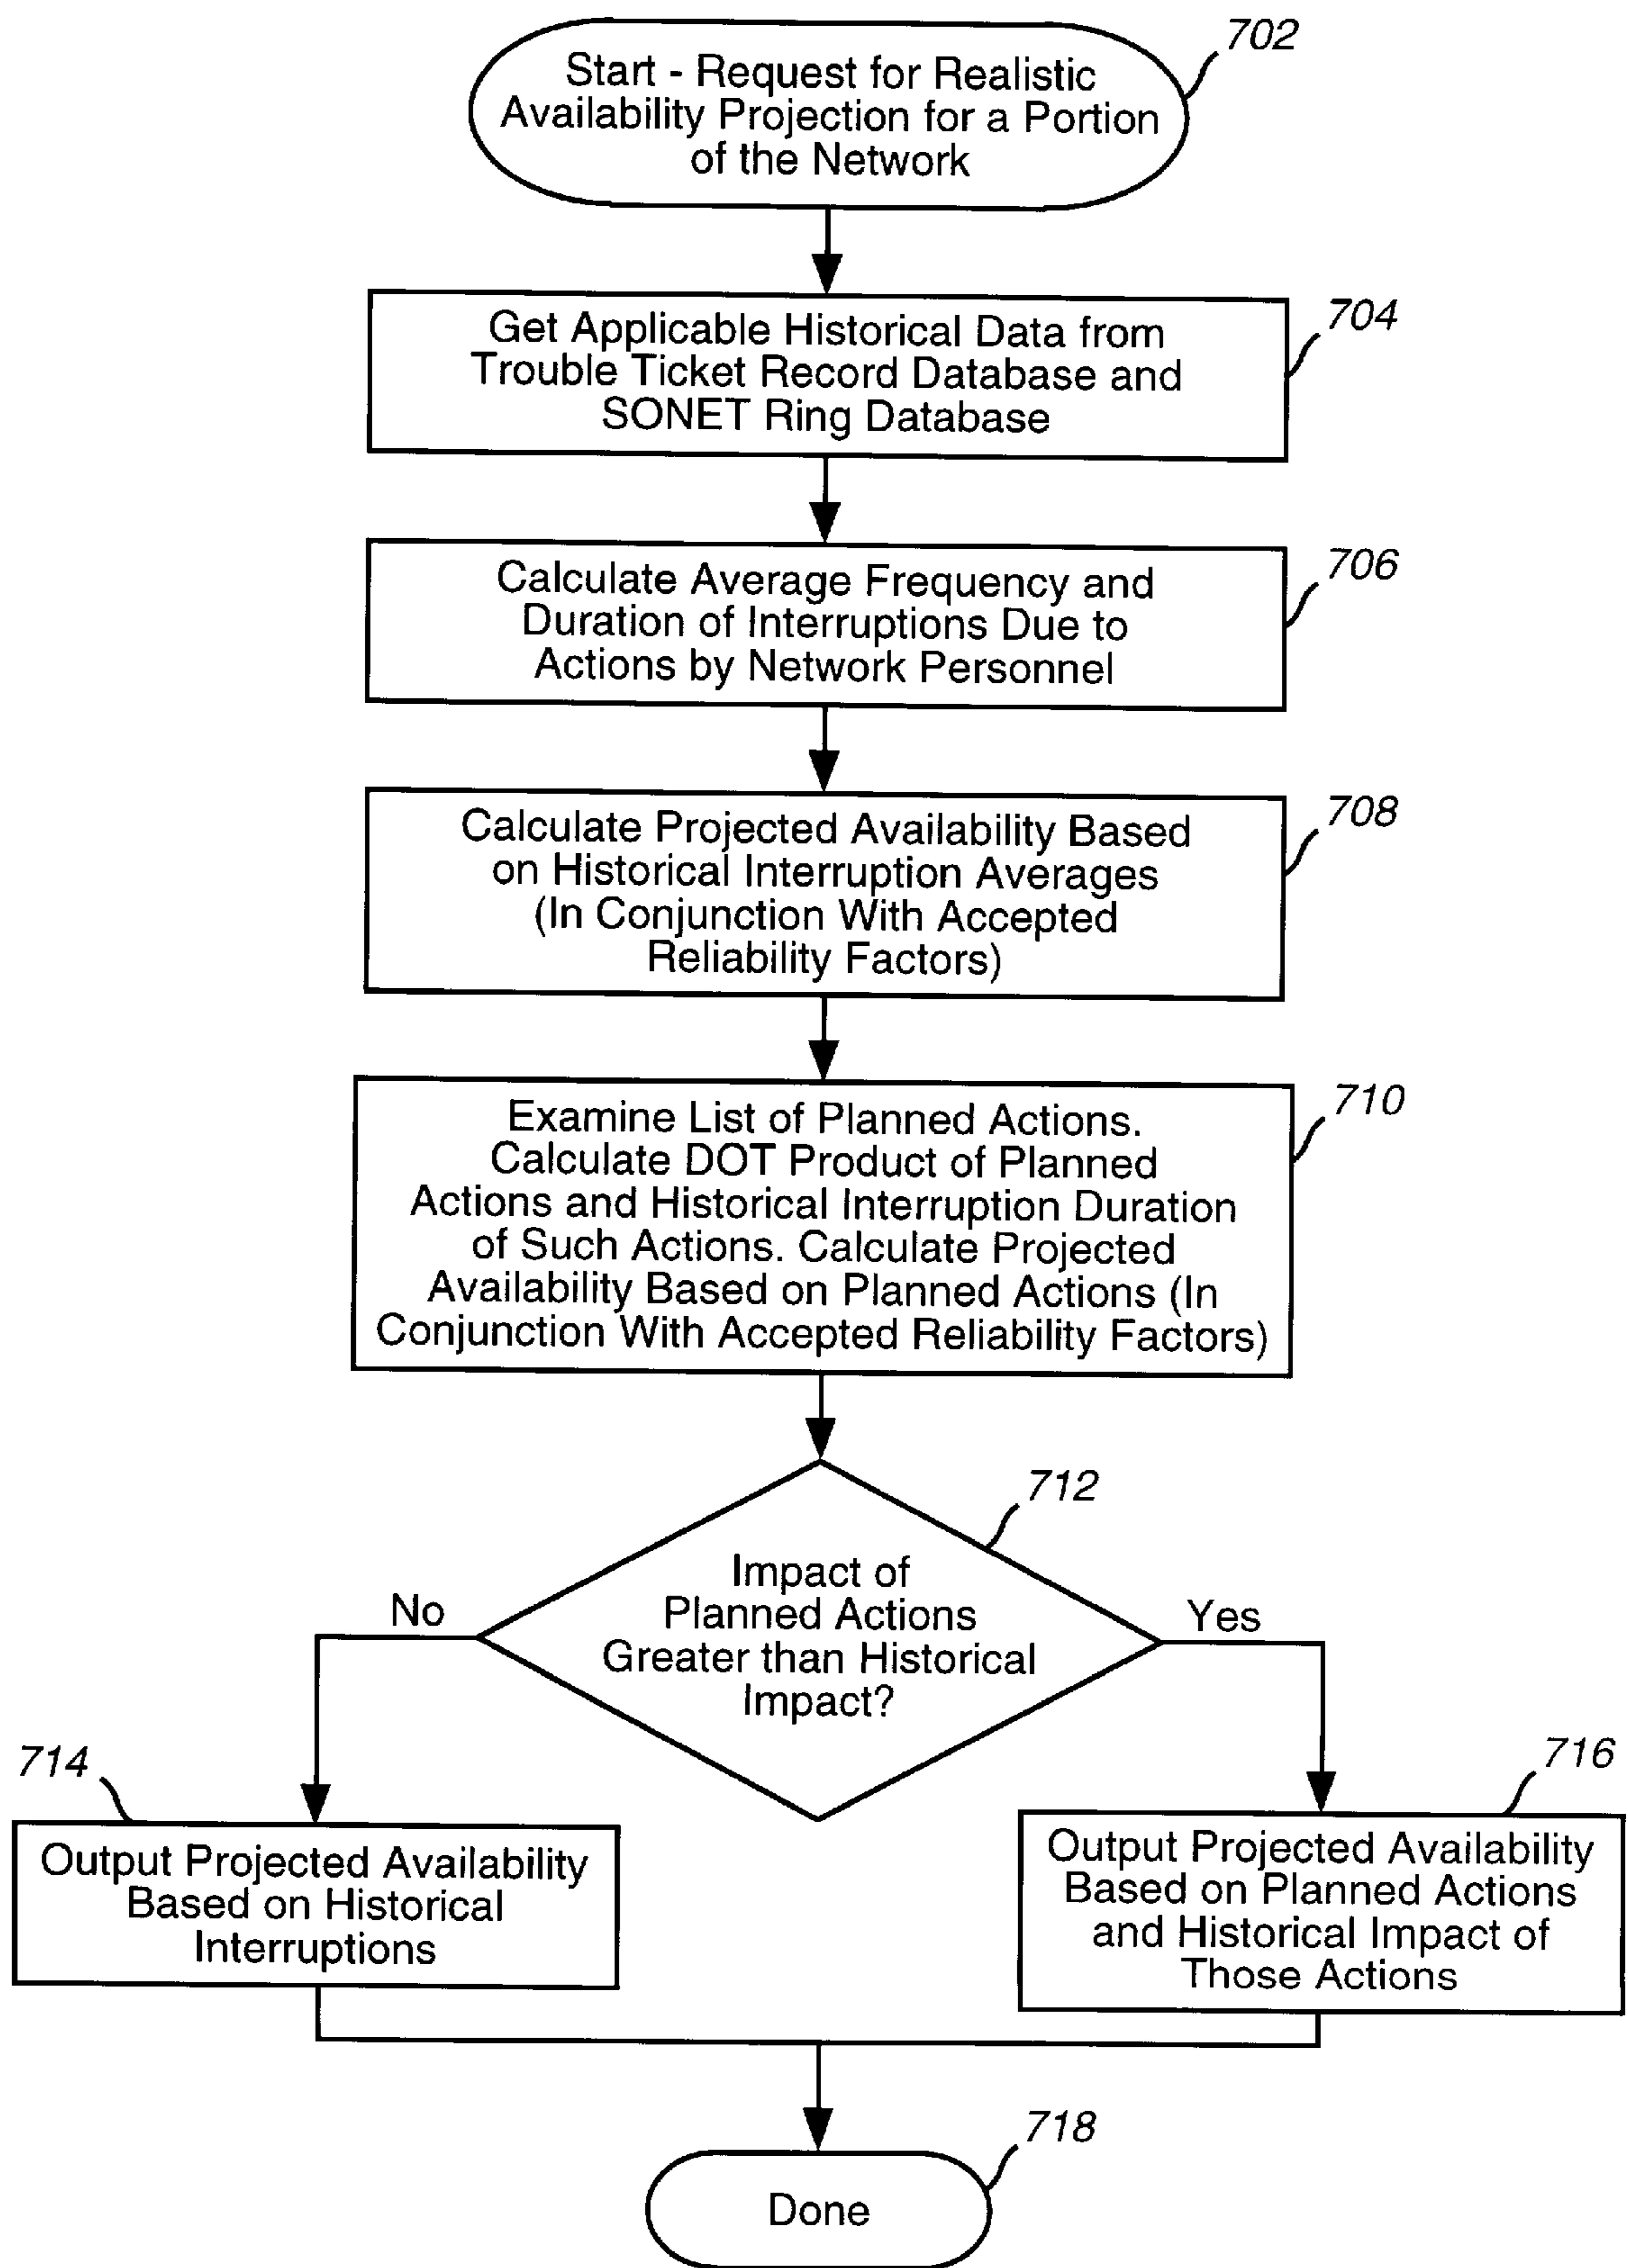 702
Start - Request for Realistic
Availability Projection for a Portion
of the Network
704
Get Applicable Historical Data from
Trouble Ticket Record Database and
SONET Ring Database
706
Calculate Average Frequency and
Duration of Interruptions Due to
Actions by Network Personnel
708
Calculate Projected Availability Based
on Historical Interruption Averages
(In Conjunction With Accepted
Reliability Factors)
710
Examine List of Planned Actions.
Calculate DOT Product of Planned
Actions and Historical Interruption Duration
of Such Actions. Calculate Projected
Availability Based on Planned Actions (In
Conjunction With Accepted Reliability Factors)
712
Impact of
Planned Actions
Greater than Historical
Impact?
No
Yes
714
Output Projected Availability
Based on Historical
Interruptions
716
Output Projected Availability
Based on Planned Actions
and Historical Impact of
Those Actions
718
Done